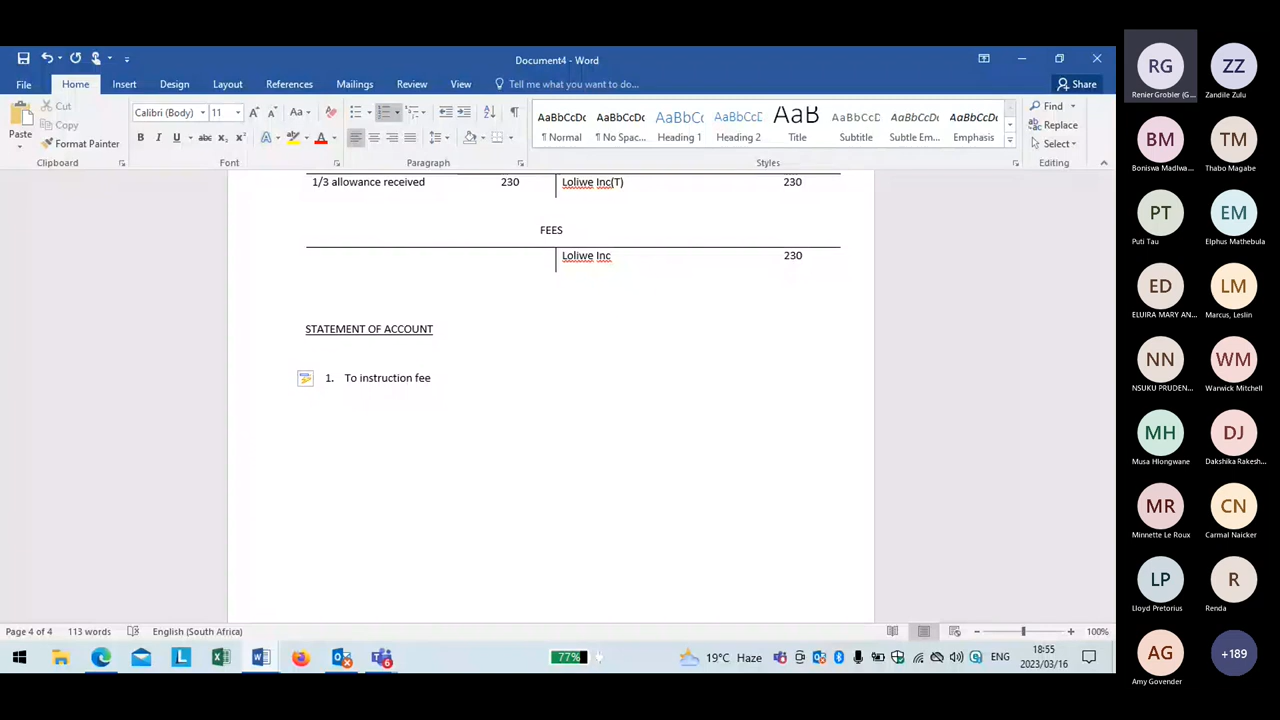 Document4 - Word
File Home Insert Design Layout References Mailings Review View Tell me what you want to do... Share
Paste Cut Copy Format Painter Clipboard
Calibri (Body) 11 Aa
B I U abc x₂ x² A A
Font
Paragraph
AaBbCcDc AaBbCcDc AaBbCc AaBbCcD AaB AaBbCcD AaBbCcDc AaBbCcDc
¶ Normal ¶ No Spac... Heading 1 Heading 2 Title Subtitle Subtle Em... Emphasis
Styles
Find
Replace
Select
Editing
1/3 allowance received 230 Loliwe Inc(T) 230
FEES
Loliwe Inc 230
STATEMENT OF ACCOUNT
1. To instruction fee
Page 4 of 4 113 words English (South Africa) 100%
77% 19°C Haze ENG 18:55
2023/03/16
RG ZZ
Renier Grobler (G... Zandile Zulu
BM TM
Boniswa Madlwa... Thabo Magabe
PT EM
Puti Tau Elphus Mathebula
ED LM
ELUIRA MARY AN... Marcus, Leslin
NN WM
NSUKU PRUDEN... Warwick Mitchell
MH DJ
Musa Hlongwane Dakshika Rakesh...
MR CN
Minnette Le Roux Carmal Naicker
LP R
Lloyd Pretorius Renda
AG +189
Amy Govender